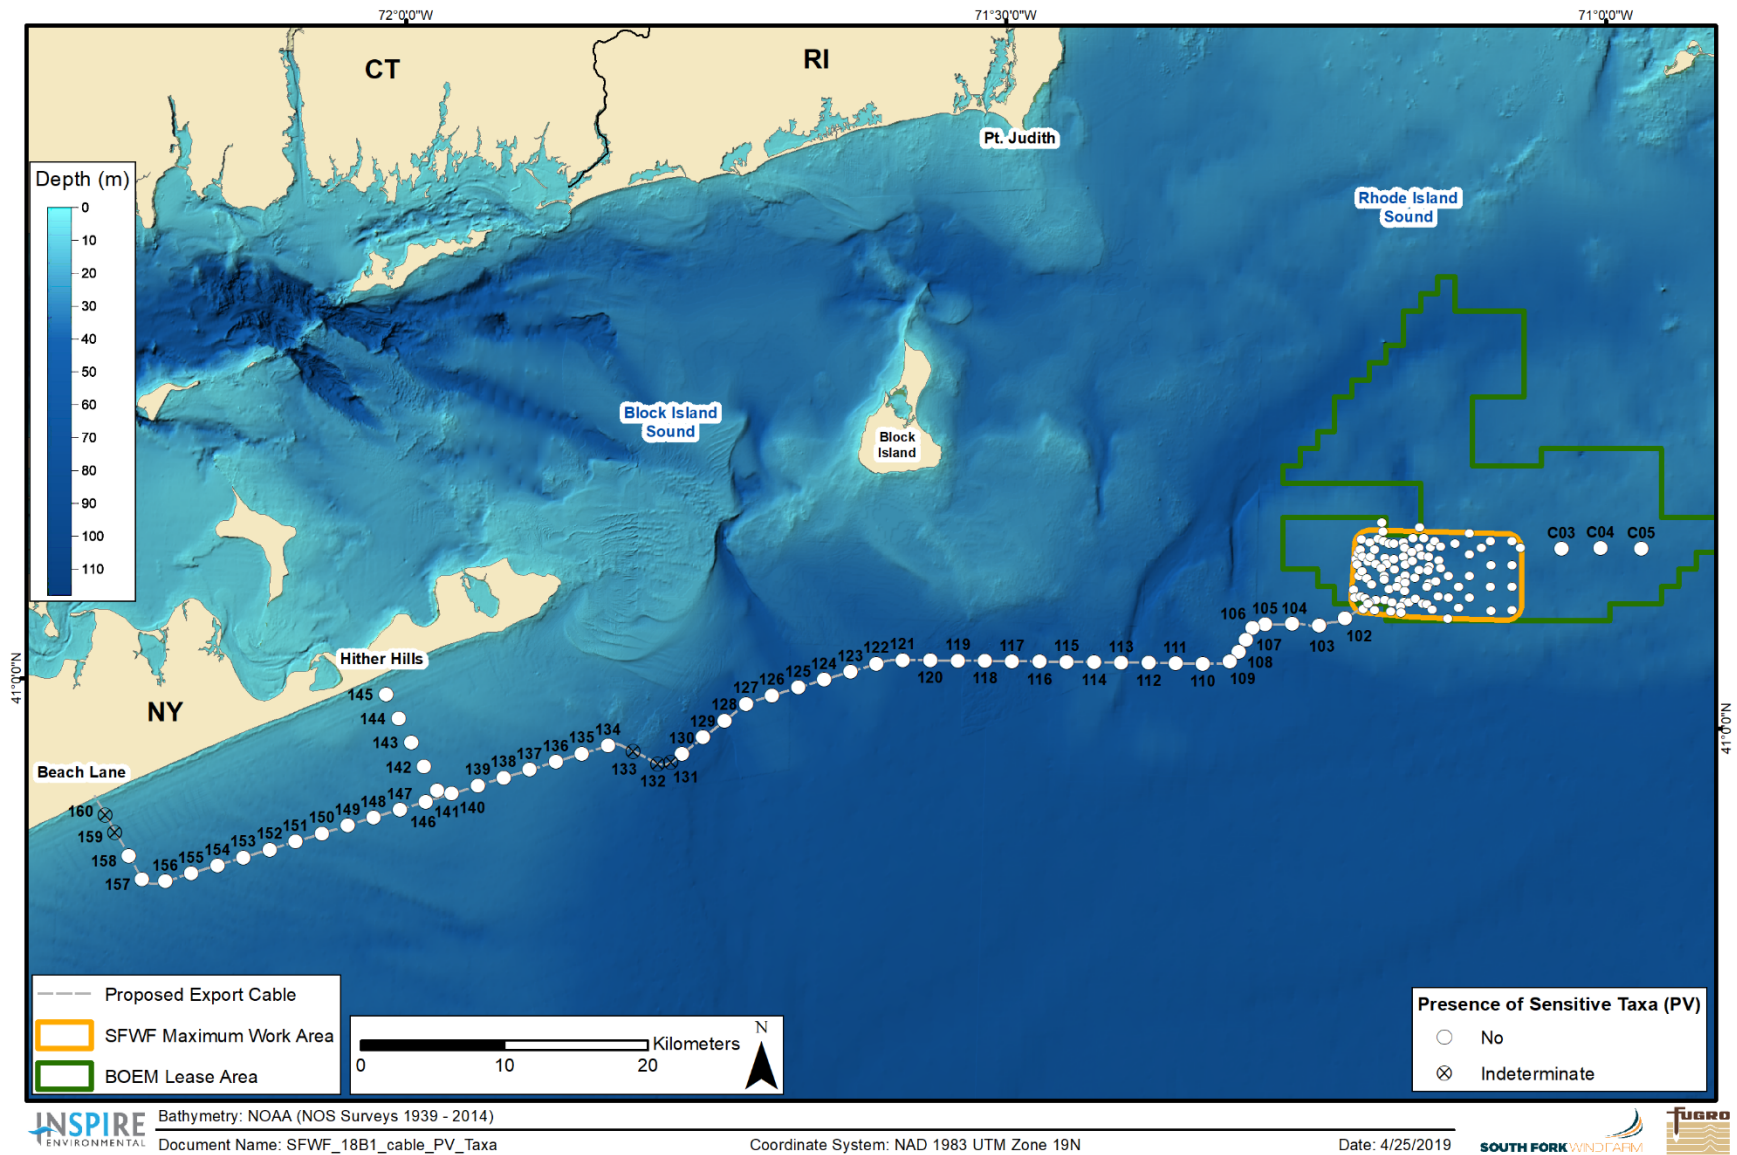 72°0'0"W
71°30'0"W
71°0'0"W
CT
RI
Pt. Judith
Depth (m)
0
10
20
30
40
50
60
70
80
90
100
110
Rhode Island
Sound
Block Island
Sound
Block
Island
C03
C04
C05
106
105
104
102
103
107
108
109
122
121
119
117
115
113
111
120
118
116
114
112
110
123
124
125
126
127
128
129
130
131
132
133
134
135
136
137
138
139
140
141
Hither Hills
145
144
143
142
146
147
148
149
150
151
152
153
154
155
156
157
158
159
160
NY
Beach Lane
41°0'0"N
41°0'0"N
Proposed Export Cable
SFWF Maximum Work Area
BOEM Lease Area
Kilometers
0
10
20
N
Presence of Sensitive Taxa (PV)
No
Indeterminate
INSPIRE
ENVIRONMENTAL
Bathymetry: NOAA (NOS Surveys 1939 - 2014)
Document Name: SFWF_18B1_cable_PV_Taxa
Coordinate System: NAD 1983 UTM Zone 19N
Date: 4/25/2019
SOUTH FORK WINDFARM
FUGRO